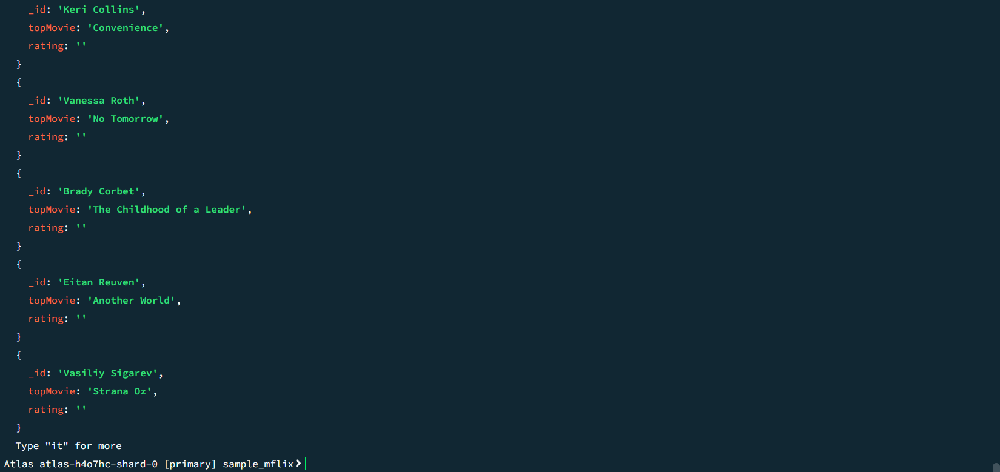 _id: 'Keri Collins',
topMovie: 'Convenience',
rating: ''
}
{
_id: 'Vanessa Roth',
topMovie: 'No Tomorrow',
rating: ''
}
{
_id: 'Brady Corbet',
topMovie: 'The Childhood of a Leader',
rating: ''
}
{
_id: 'Eitan Reuven',
topMovie: 'Another World',
rating: ''
}
{
_id: 'Vasiliy Sigarev',
topMovie: 'Strana Oz',
rating: ''
}
Type "it" for more
Atlas atlas-h4o7hc-shard-0 [primary] sample_mflix>